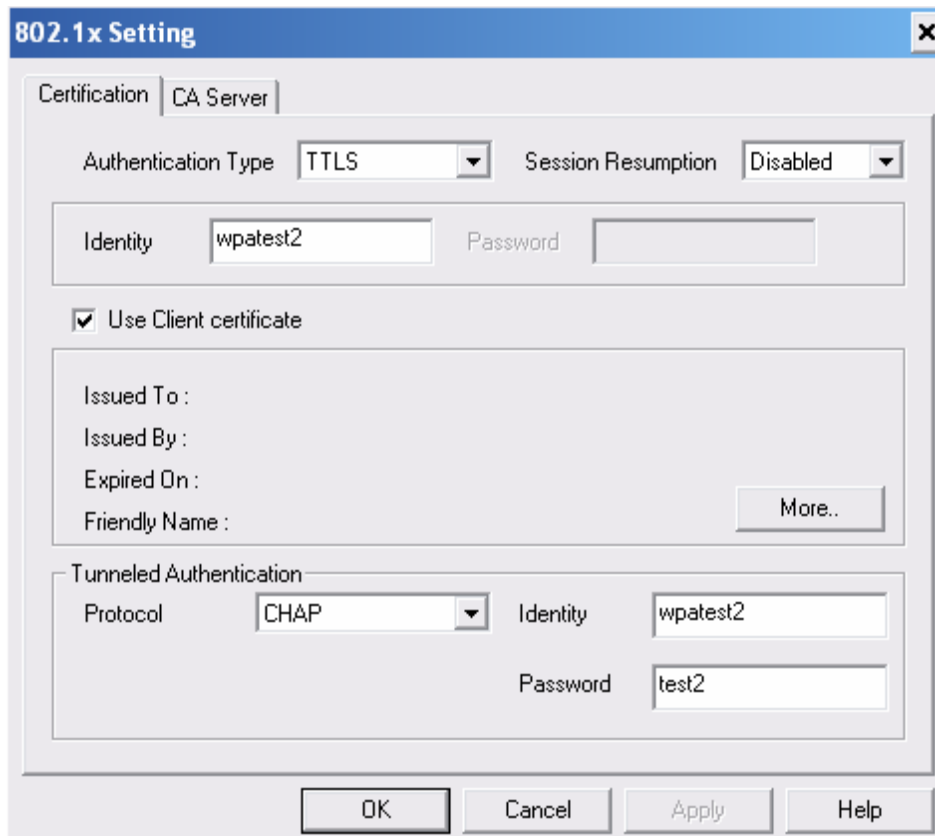 802.1x Setting
Certification CA Server
Authentication Type TTLS Session Resumption Disabled
Identity wpatest2 Password
Use Client certificate
Issued To :
Issued By :
Expired On :
Friendly Name :
More..
Tunneled Authentication
Protocol CHAP Identity wpatest2
Password test2
OK Cancel Apply Help